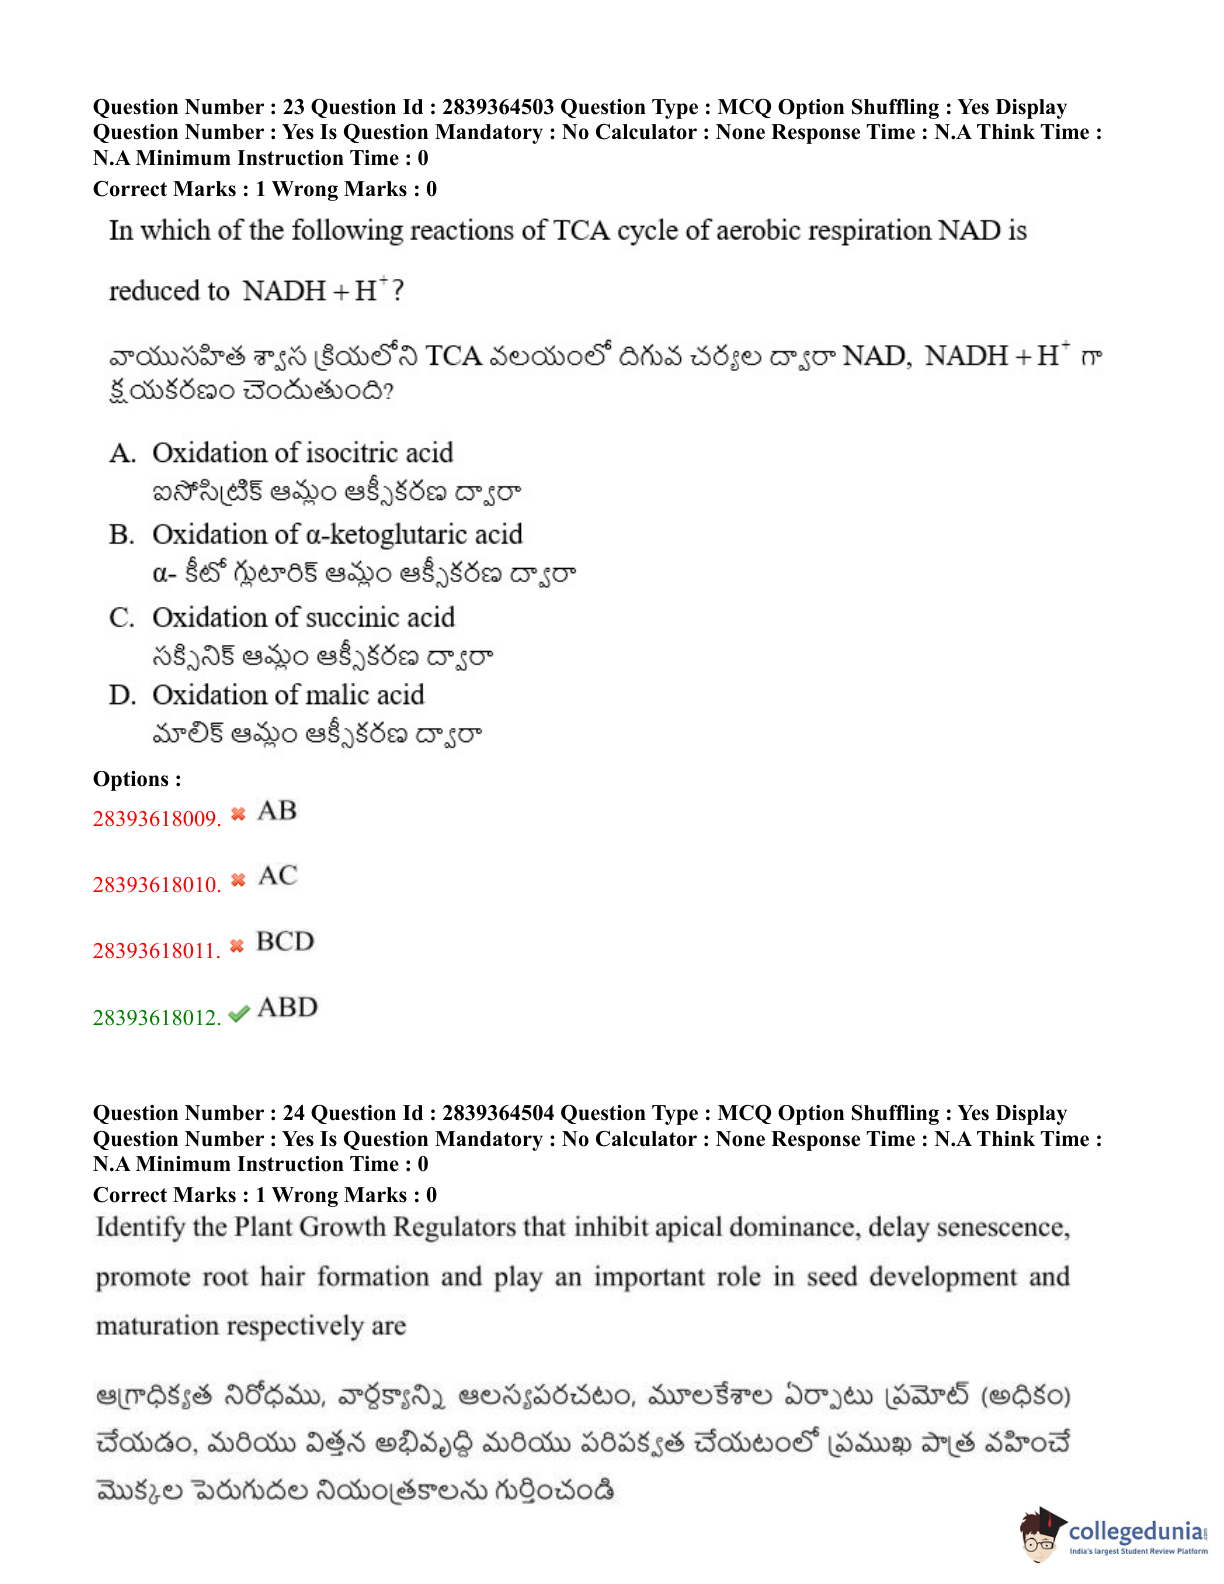 Question Number : 23 Question Id : 2839364503 Question Type : MCQ Option Shuffling : Yes Display
Question Number : Yes Is Question Mandatory : No Calculator : None Response Time : N.A Think Time :
N.A Minimum Instruction Time : 0
Correct Marks : 1 Wrong Marks : 0
In which of the following reactions of TCA cycle of aerobic respiration NAD is
reduced to NADH + H⁺?
వాయుసహిత శ్వాస క్రియలోని TCA వలయంలో దిగువ చర్యల ద్వారా NAD, NADH + H⁺ గా
క్షయకరణం చెందుతుంది?
A. Oxidation of isocitric acid
ఐసోసిట్రిక్ ఆమ్లం ఆక్సీకరణ ద్వారా
B. Oxidation of α-ketoglutaric acid
α- కీటో గ్లుటారిక్ ఆమ్లం ఆక్సీకరణ ద్వారా
C. Oxidation of succinic acid
సక్సినిక్ ఆమ్లం ఆక్సీకరణ ద్వారా
D. Oxidation of malic acid
మాలిక్ ఆమ్లం ఆక్సీకరణ ద్వారా
Options :
28393618009. ✖ AB
28393618010. ✖ AC
28393618011. ✖ BCD
28393618012. ✔ ABD
Question Number : 24 Question Id : 2839364504 Question Type : MCQ Option Shuffling : Yes Display
Question Number : Yes Is Question Mandatory : No Calculator : None Response Time : N.A Think Time :
N.A Minimum Instruction Time : 0
Correct Marks : 1 Wrong Marks : 0
Identify the Plant Growth Regulators that inhibit apical dominance, delay senescence,
promote root hair formation and play an important role in seed development and
maturation respectively are
ఆగ్రాధిక్యత నిరోధము, వార్ధక్యాన్ని ఆలస్యపరచటం, మూలకేశాల ఏర్పాటు ప్రమోట్ (అధికం)
చేయడం, మరియు విత్తన అభివృద్ధి మరియు పరిపక్వత చేయటంలో ప్రముఖ పాత్ర వహించే
మొక్కల పెరుగుదల నియంత్రకాలను గుర్తించండి
collegedunia
India's largest Student Review Platform